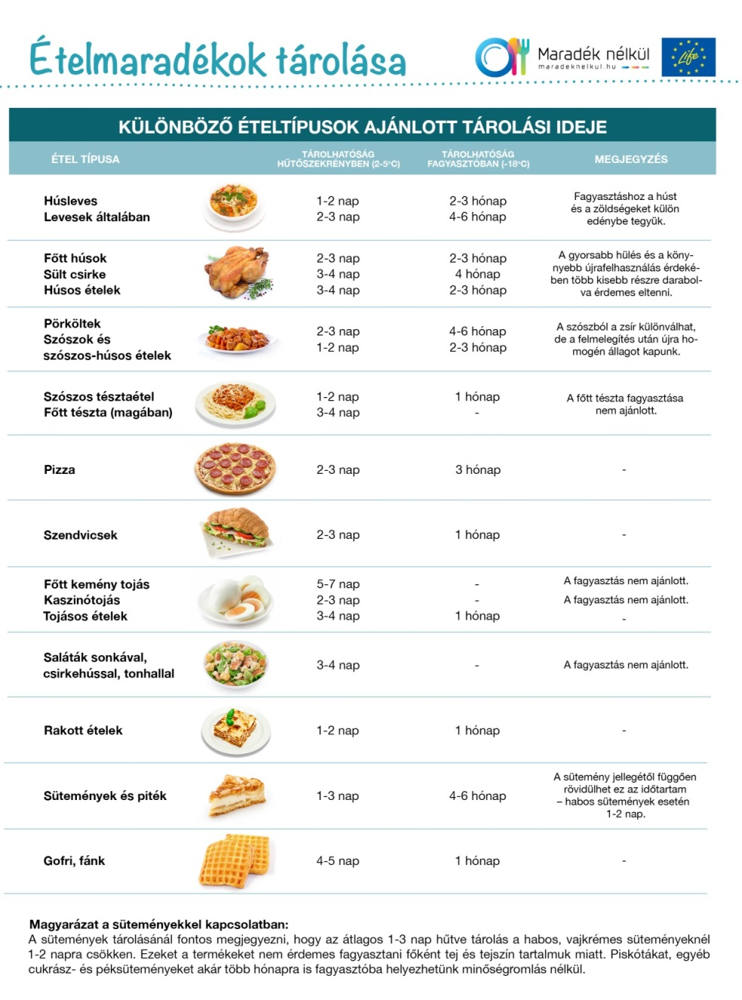 Ételmaradékok tárolása
Maradék nélkül
maradeknelkul.hu
Life
KÜLÖNBÖZŐ ÉTELTÍPUSOK AJÁNLOTT TÁROLÁSI IDEJE
ÉTEL TÍPUSA
TÁROLHATÓSÁG
HŰTŐSZEKRÉNYBEN (2-5°C)
TÁROLHATÓSÁG
FAGYASZTÓBAN (-18°C)
MEGJEGYZÉS
Húsleves 1-2 nap 2-3 hónap
Levesek általában 2-3 nap 4-6 hónap
Fagyasztáshoz a húst
és a zöldségeket külön
edénybe tegyük.
Főtt húsok 2-3 nap 2-3 hónap
Sült csirke 3-4 nap 4 hónap
Húsos ételek 3-4 nap 2-3 hónap
A gyorsabb hülés és a köny-
nyebb újrafelhasználás érdeké-
ben több kisebb részre darabol-
va érdemes eltenni.
Pörköltek
Szószok és
szószos-húsos ételek
2-3 nap 4-6 hónap
1-2 nap 2-3 hónap
A szószból a zsír különválhat,
de a felmelegítés után újra ho-
mogén állagot kapunk.
Szószos tésztaétel 1-2 nap 1 hónap
Főtt tészta (magában) 3-4 nap -
A főtt tészta fagyasztása
nem ajánlott.
Pizza 2-3 nap 3 hónap -
Szendvicsek 2-3 nap 1 hónap -
Főtt kemény tojás 5-7 nap - A fagyasztás nem ajánlott.
Kaszinótojás 2-3 nap - A fagyasztás nem ajánlott.
Tojásos ételek 3-4 nap 1 hónap -
Saláták sonkával,
csirkehússal, tonhallal
3-4 nap - A fagyasztás nem ajánlott.
Rakott ételek 1-2 nap 1 hónap -
Sütemények és piték 1-3 nap 4-6 hónap
A sütemény jellegétől függően
rövidülhet ez az időtartam
– habos sütemények esetén
1-2 nap.
Gofri, fánk 4-5 nap 1 hónap -
Magyarázat a süteményekkel kapcsolatban:
A sütemények tárolásánál fontos megjegyezni, hogy az átlagos 1-3 nap hűtve tárolás a habos, vajkrémes süteményeknél
1-2 napra csökken. Ezeket a termékeket nem érdemes fagyasztani főként tej és tejszín tartalmuk miatt. Piskótákat, egyéb
cukrász- és péksüteményeket akár több hónapra is fagyasztóba helyezhetünk minőségromlás nélkül.